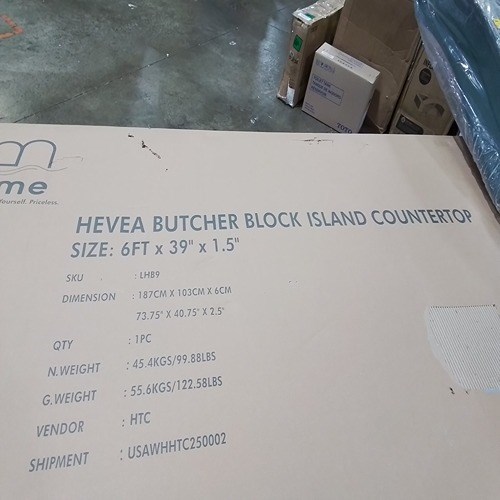 TOTO
me
Yourself. Priceless.
HEVEA BUTCHER BLOCK ISLAND COUNTERTOP
SIZE: 6FT x 39" x 1.5"
SKU : LHB9
DIMENSION : 187CM X 103CM X 6CM
73.75" X 40.75" X 2.5"
QTY : 1PC
N.WEIGHT : 45.4KGS/99.88LBS
G.WEIGHT : 55.6KGS/122.58LBS
VENDOR : HTC
SHIPMENT : USAWHHTC250002